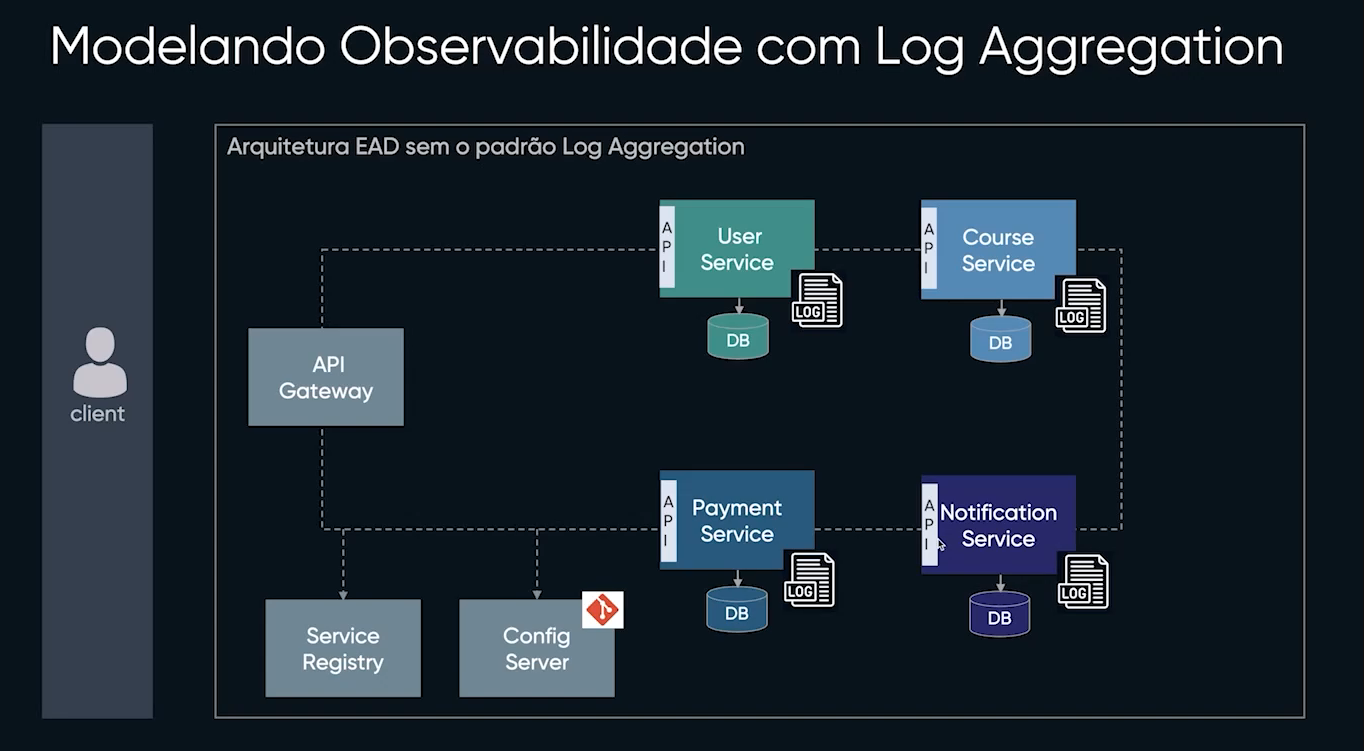 Modelando Observabilidade com Log Aggregation
Arquitetura EAD sem o padrão Log Aggregation
client
API
Gateway
API
User
Service
LOG
DB
API
Course
Service
LOG
DB
API
Payment
Service
LOG
DB
API
Notification
Service
LOG
DB
Service
Registry
Config
Server